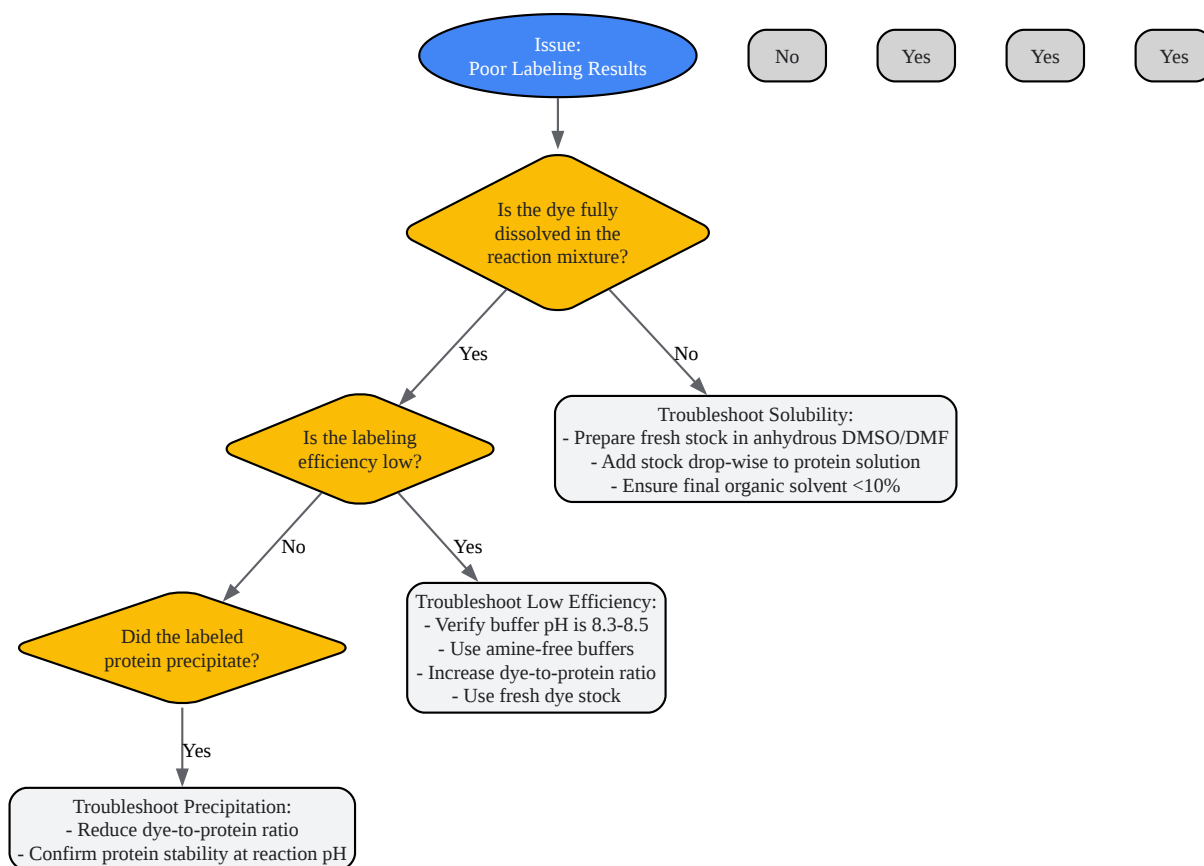 Issue:
Poor Labeling Results
No
Yes
Yes
Yes
Is the dye fully
dissolved in the
reaction mixture?
Yes
No
Is the labeling
efficiency low?
Troubleshoot Solubility:
- Prepare fresh stock in anhydrous DMSO/DMF
- Add stock drop-wise to protein solution
- Ensure final organic solvent <10%
No
Yes
Did the labeled
protein precipitate?
Troubleshoot Low Efficiency:
- Verify buffer pH is 8.3-8.5
- Use amine-free buffers
- Increase dye-to-protein ratio
- Use fresh dye stock
Yes
Troubleshoot Precipitation:
- Reduce dye-to-protein ratio
- Confirm protein stability at reaction pH